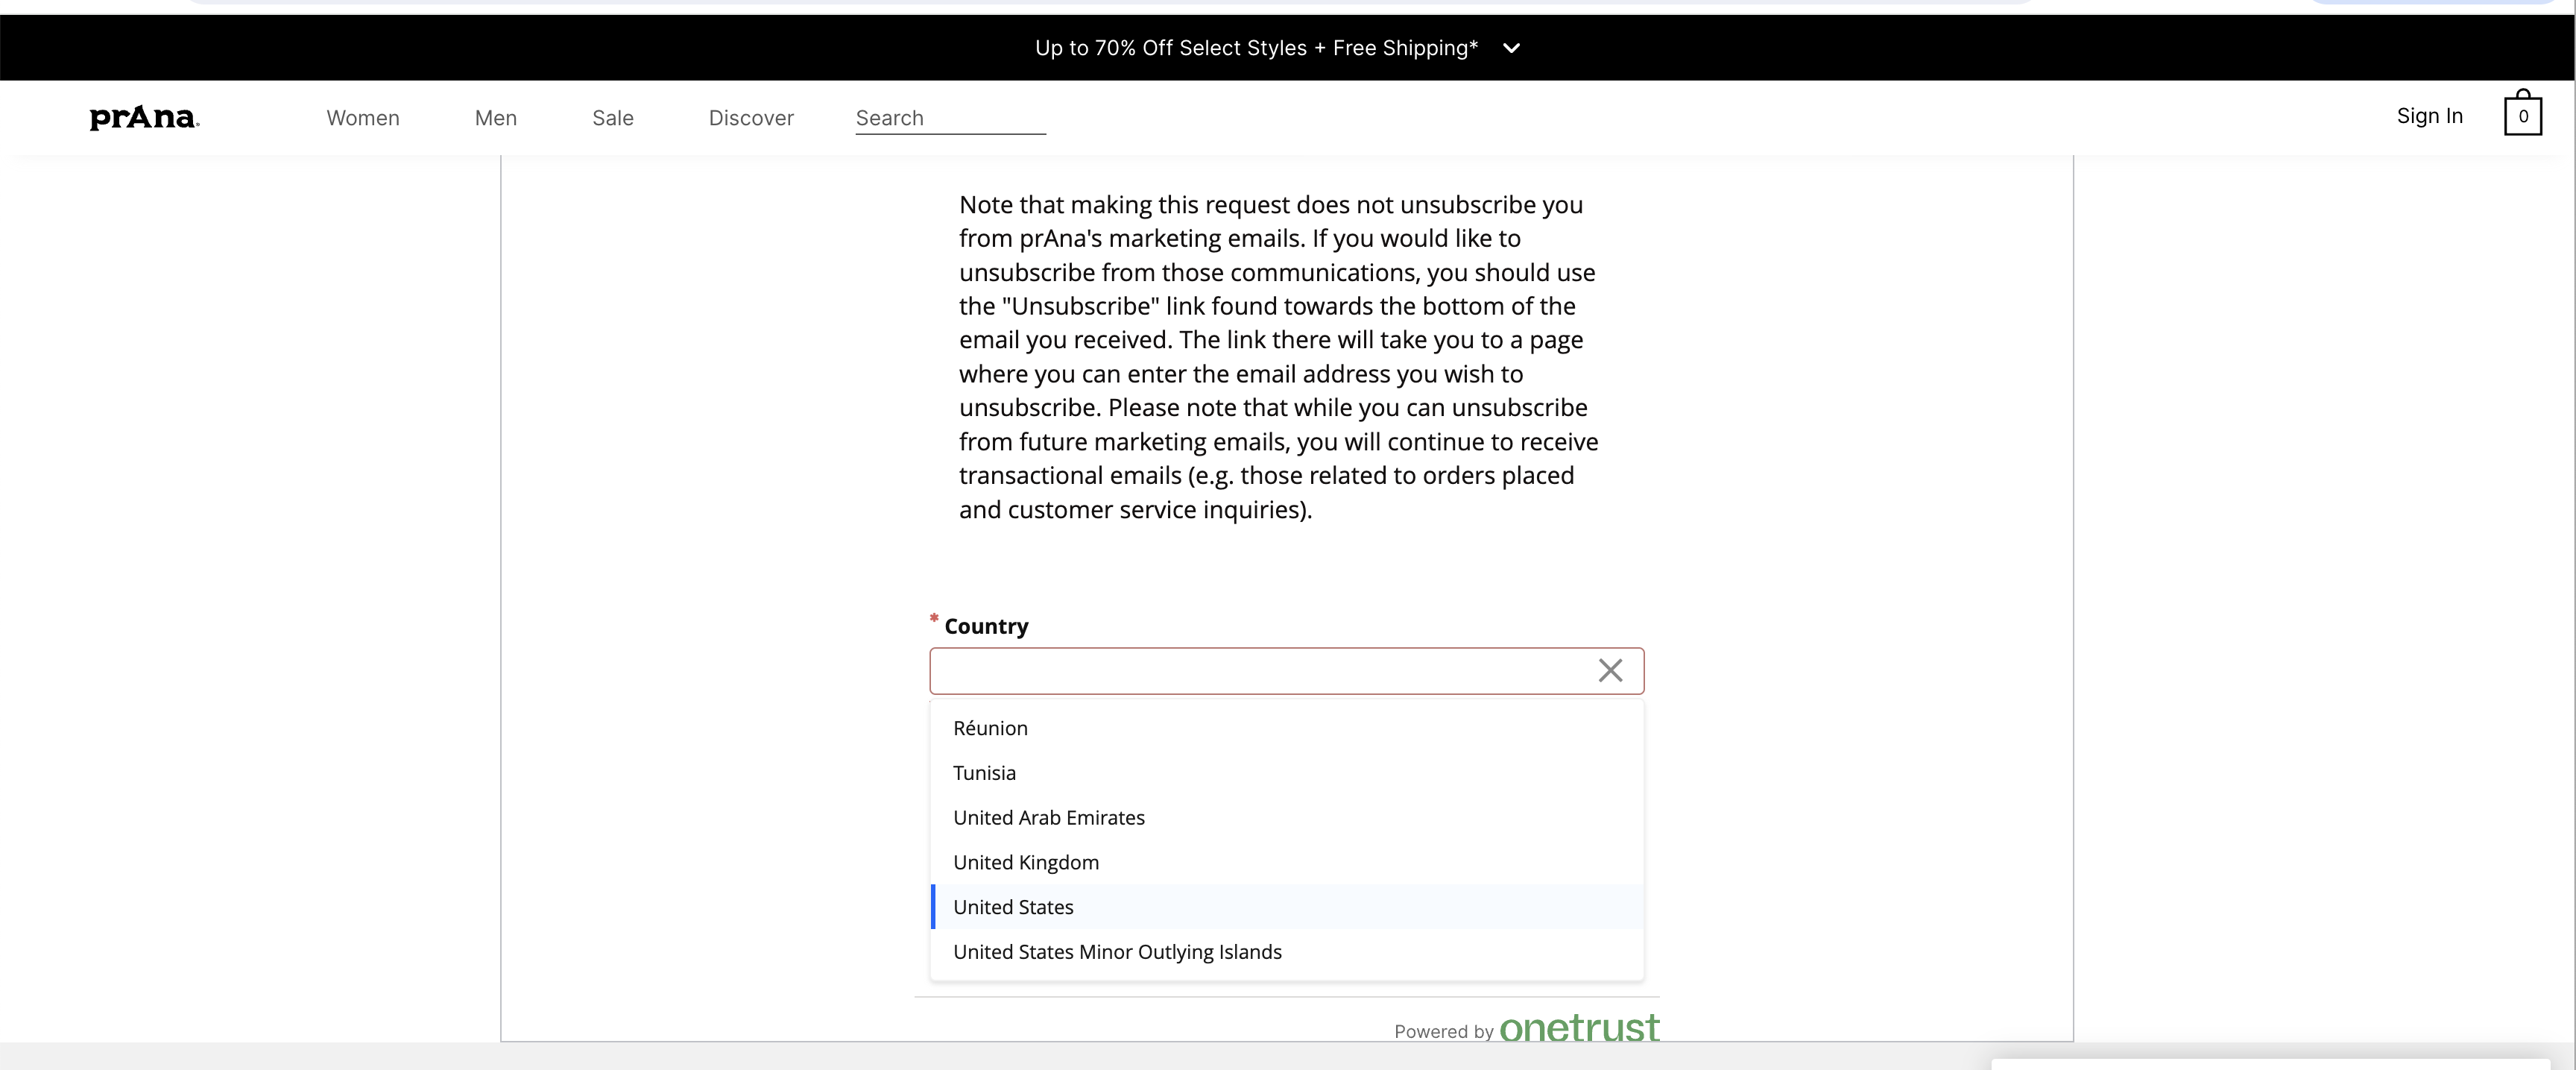 Up to 70% Off Select Styles + Free Shipping*
prAna
Women
Men
Sale
Discover
Search
Sign In
0
Note that making this request does not unsubscribe you
from prAna's marketing emails. If you would like to
unsubscribe from those communications, you should use
the "Unsubscribe" link found towards the bottom of the
email you received. The link there will take you to a page
where you can enter the email address you wish to
unsubscribe. Please note that while you can unsubscribe
from future marketing emails, you will continue to receive
transactional emails (e.g. those related to orders placed
and customer service inquiries).
* Country
Réunion
Tunisia
United Arab Emirates
United Kingdom
United States
United States Minor Outlying Islands
Powered by onetrust